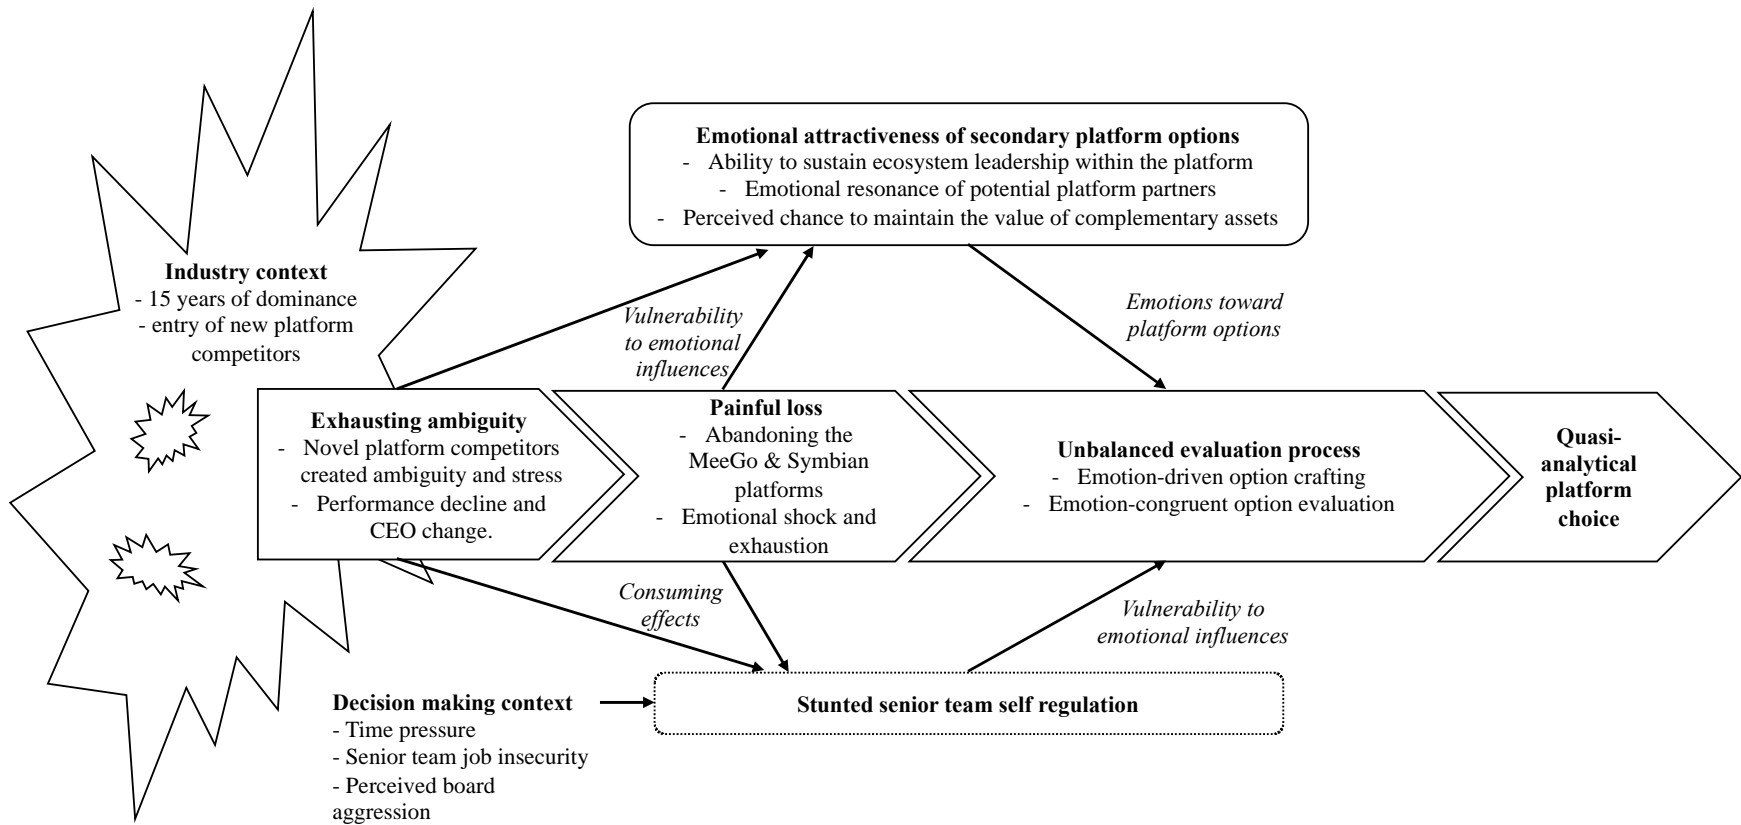 Emotional attractiveness of secondary platform options
- Ability to sustain ecosystem leadership within the platform
- Emotional resonance of potential platform partners
- Perceived chance to maintain the value of complementary assets
Industry context
- 15 years of dominance
- entry of new platform
competitors
Vulnerability
to emotional
influences
Emotions toward
platform options
Exhausting ambiguity
- Novel platform competitors
created ambiguity and stress
- Performance decline and
CEO change.
Painful loss
- Abandoning the
MeeGo & Symbian
platforms
- Emotional shock and
exhaustion
Unbalanced evaluation process
- Emotion-driven option crafting
- Emotion-congruent option evaluation
Quasi-
analytical
platform
choice
Consuming
effects
Vulnerability to
emotional influences
Decision making context
- Time pressure
- Senior team job insecurity
- Perceived board
aggression
Stunted senior team self regulation